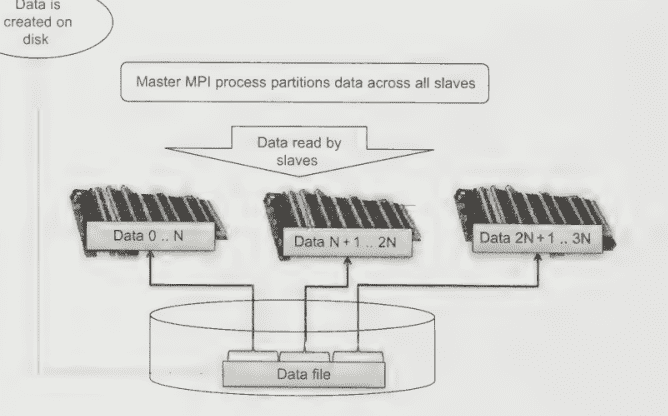 Data is
created on
disk
Master MPI process partitions data across all slaves
Data read by
slaves
Data 0 .. N
Data N + 1 .. 2N
Data 2N + 1 .. 3N
Data file